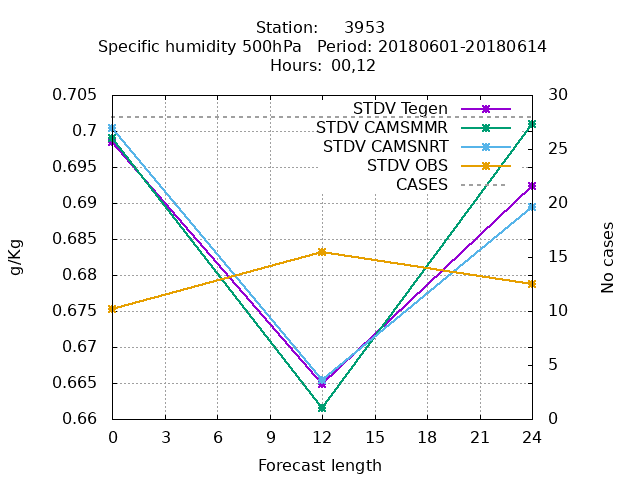 Station: 3953
Specific humidity 500hPa Period: 20180601-20180614
Hours: 00,12
STDV Tegen
STDV CAMSMMR
STDV CAMSNRT
STDV OBS
CASES
0.705
0.7
0.695
0.69
0.685
0.68
0.675
0.67
0.665
0.66
g/Kg
30
25
20
15
10
5
0
No cases
0 3 6 9 12 15 18 21 24
Forecast length